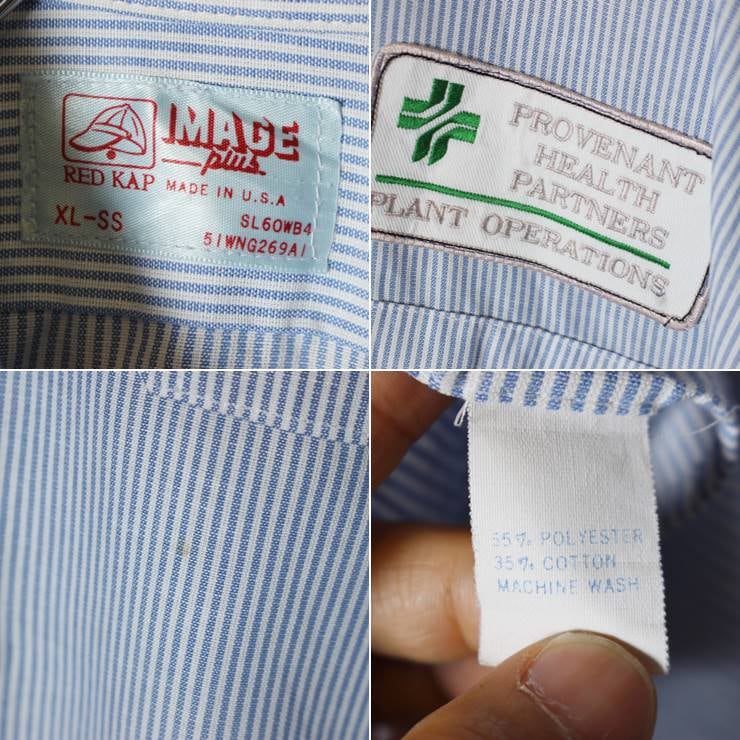 IMAGE
plus
RED KAP MADE IN U.S.A
XL-SS SL60WB4
51WNG269A1
PROVENANT
HEALTH
PARTNERS
PLANT OPERATIONS
65% POLYESTER
35% COTTON
MACHINE WASH